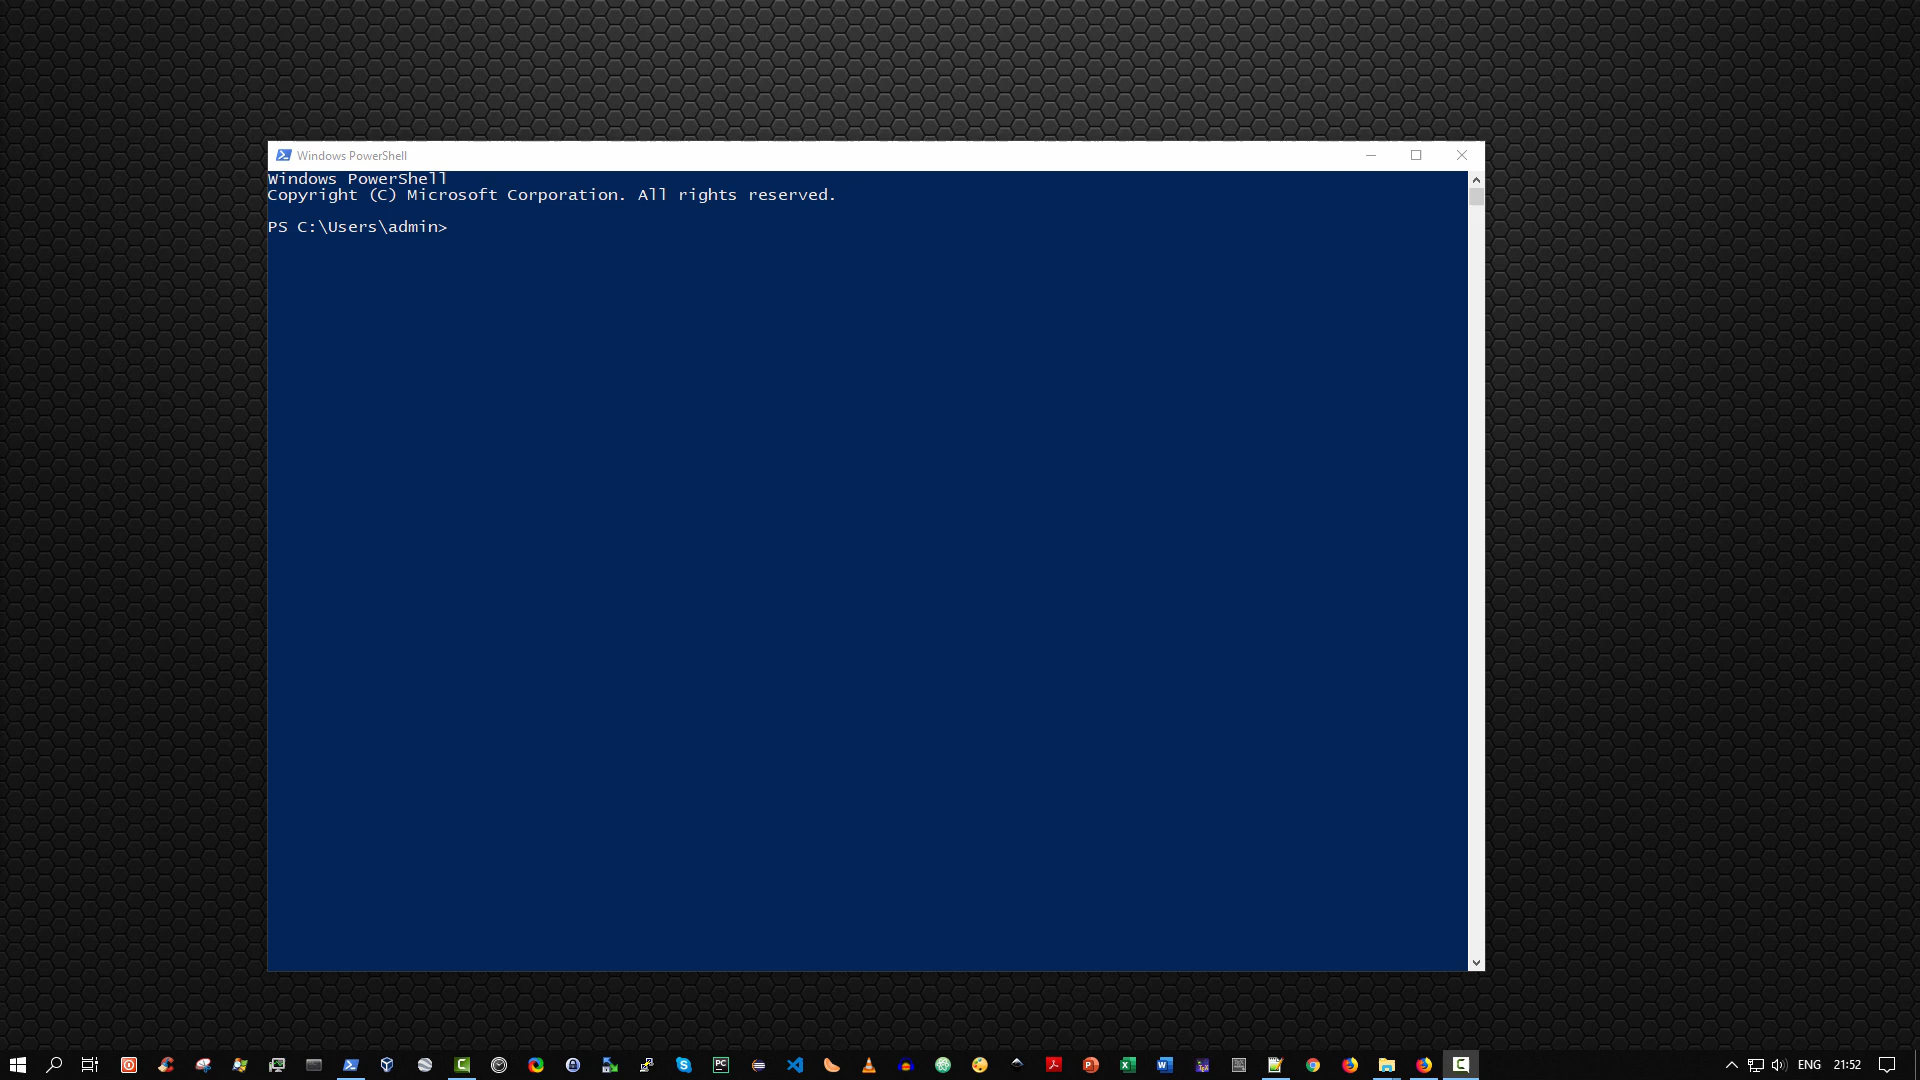 Windows PowerShell
Windows PowerShell
Copyright (C) Microsoft Corporation. All rights reserved.
PS C:\Users\admin>
ENG 21:52